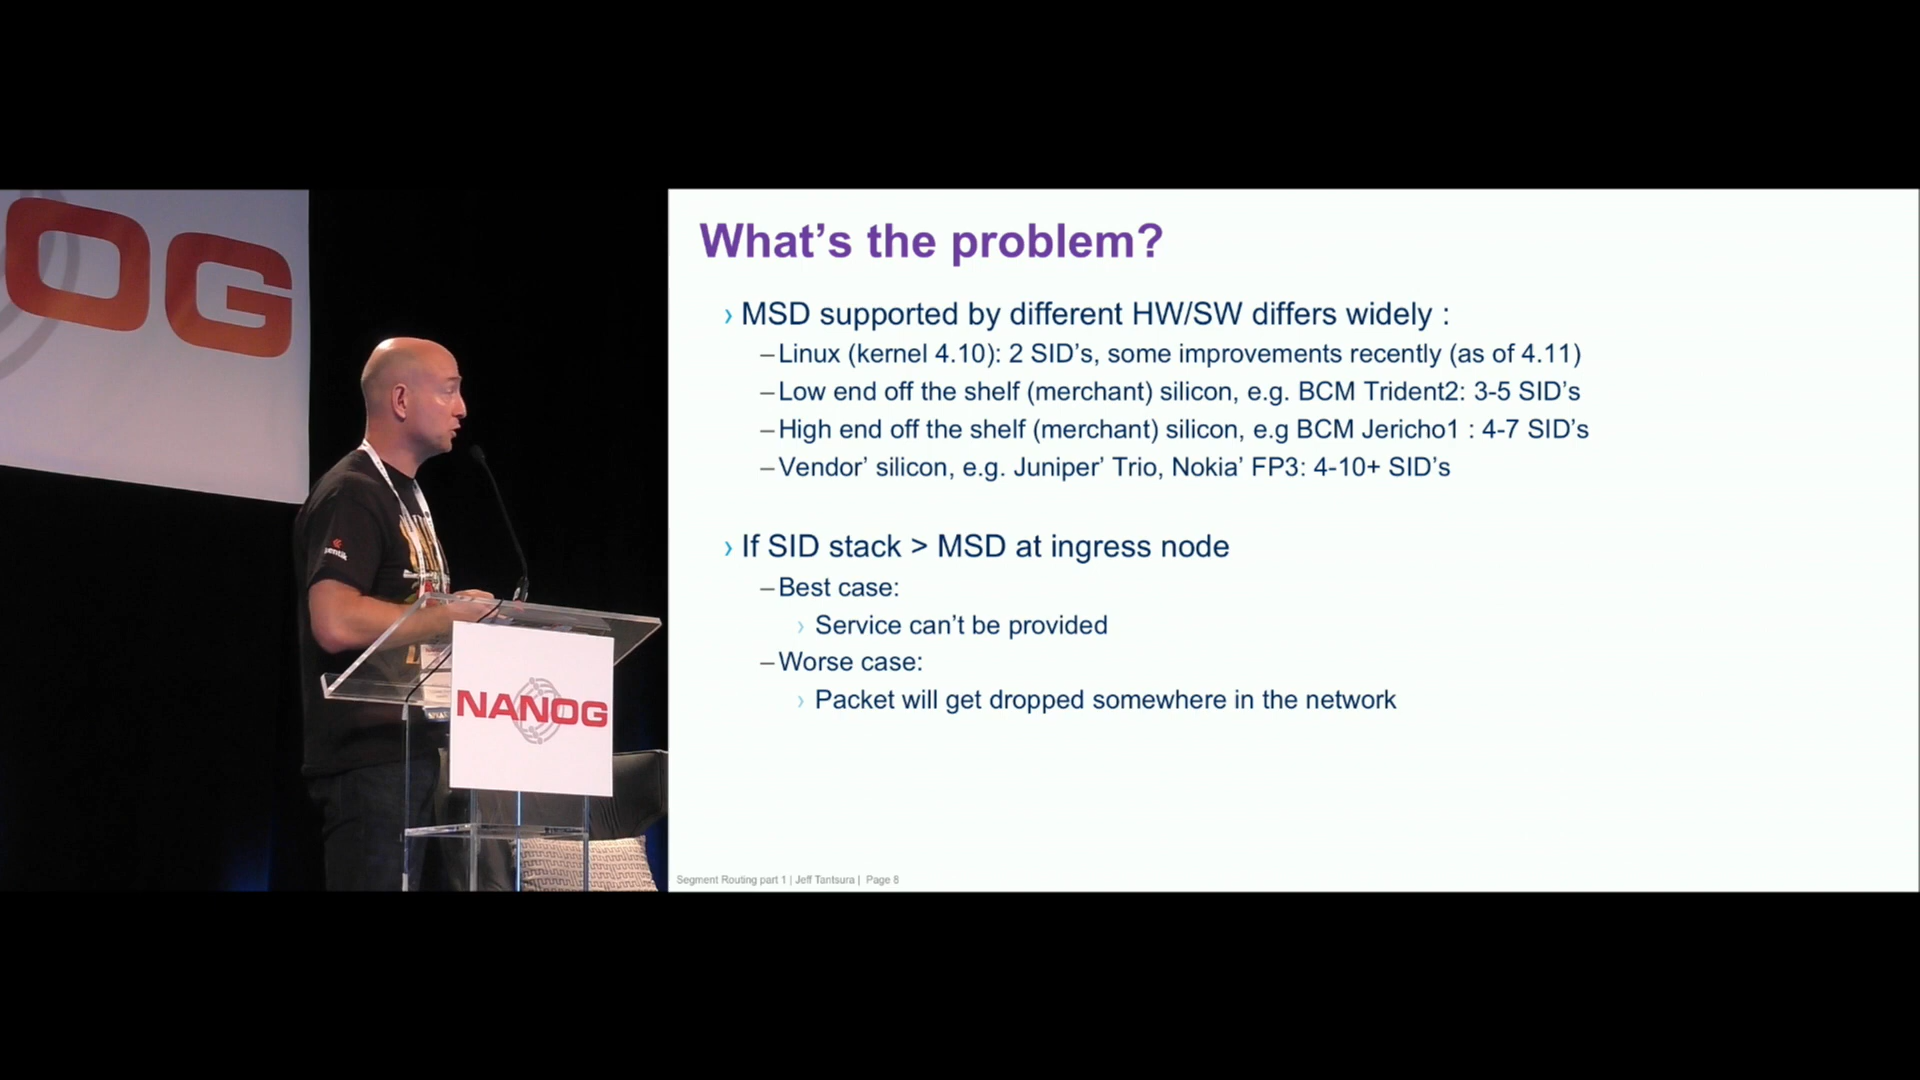 OG
What's the problem?
› MSD supported by different HW/SW differs widely :
–Linux (kernel 4.10): 2 SID's, some improvements recently (as of 4.11)
–Low end off the shelf (merchant) silicon, e.g. BCM Trident2: 3-5 SID's
–High end off the shelf (merchant) silicon, e.g BCM Jericho1 : 4-7 SID's
–Vendor' silicon, e.g. Juniper' Trio, Nokia' FP3: 4-10+ SID's
› If SID stack > MSD at ingress node
–Best case:
› Service can't be provided
–Worse case:
› Packet will get dropped somewhere in the network
NANOG
Segment Routing part 1 | Jeff Tantsura | Page 8